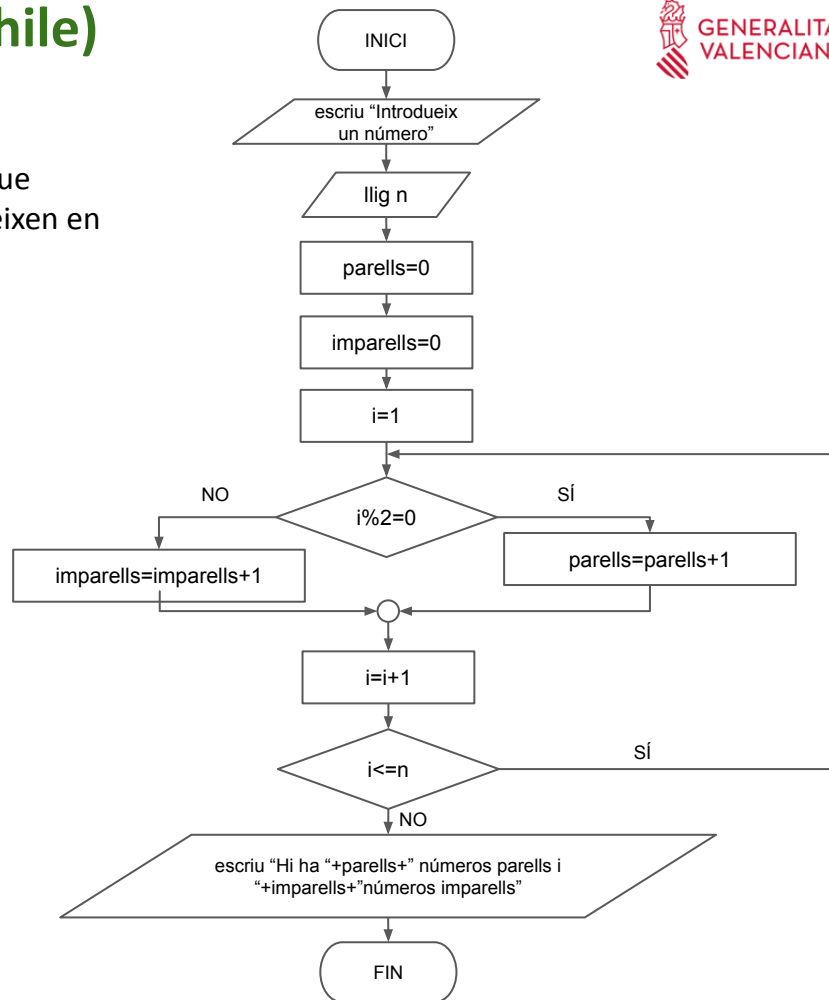 hile)
GENERALITA
VALENCIAN
ue
eixen en
INICI
escriu “Introdueix
un número”
llig n
parells=0
imparells=0
i=1
i%2=0
NO
SÍ
imparells=imparells+1
parells=parells+1
i=i+1
i<=n
SÍ
NO
escriu “Hi ha “+parells+” números parells i
“+imparells+”números imparells”
FIN